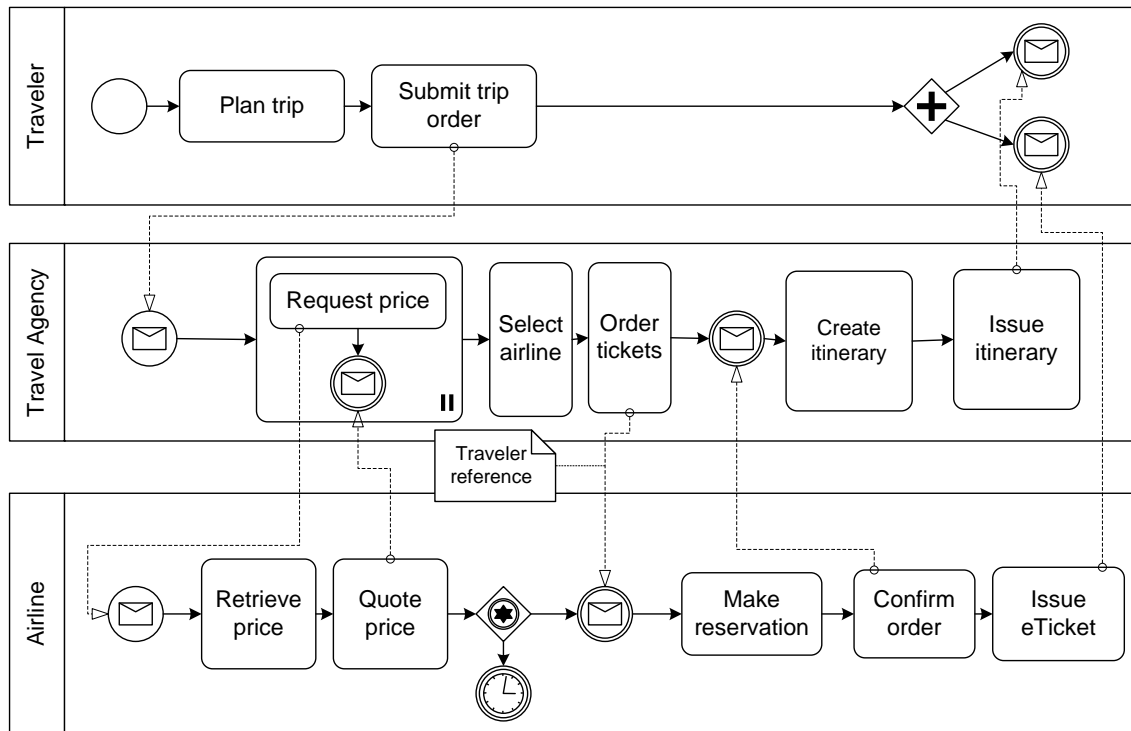 Traveler
Plan trip
Submit trip
order
Travel Agency
Request price
Select
airline
Order
tickets
Create
itinerary
Issue
itinerary
Traveler
reference
Airline
Retrieve
price
Quote
price
Make
reservation
Confirm
order
Issue
eTicket